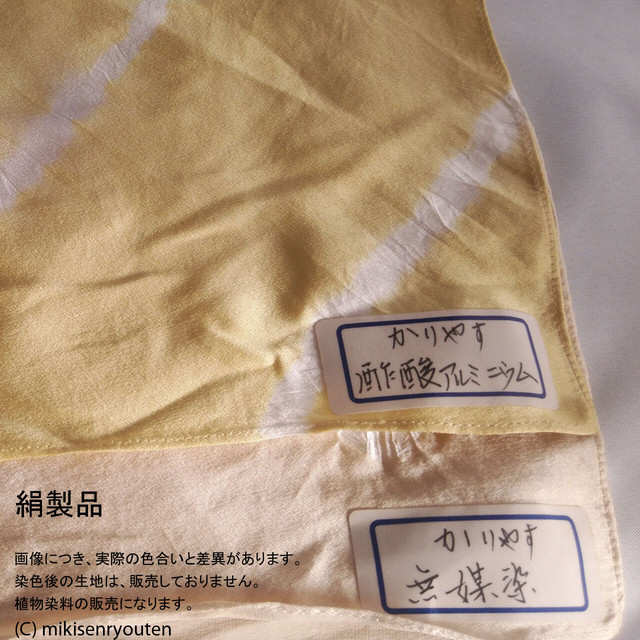 かりやす
酢酸アルミニウム
かりやす
無媒染
絹製品
画像につき、実際の色合いと差異があります。
染色後の生地は、販売しておりません。
植物染料の販売になります。
(C) mikisenryouten